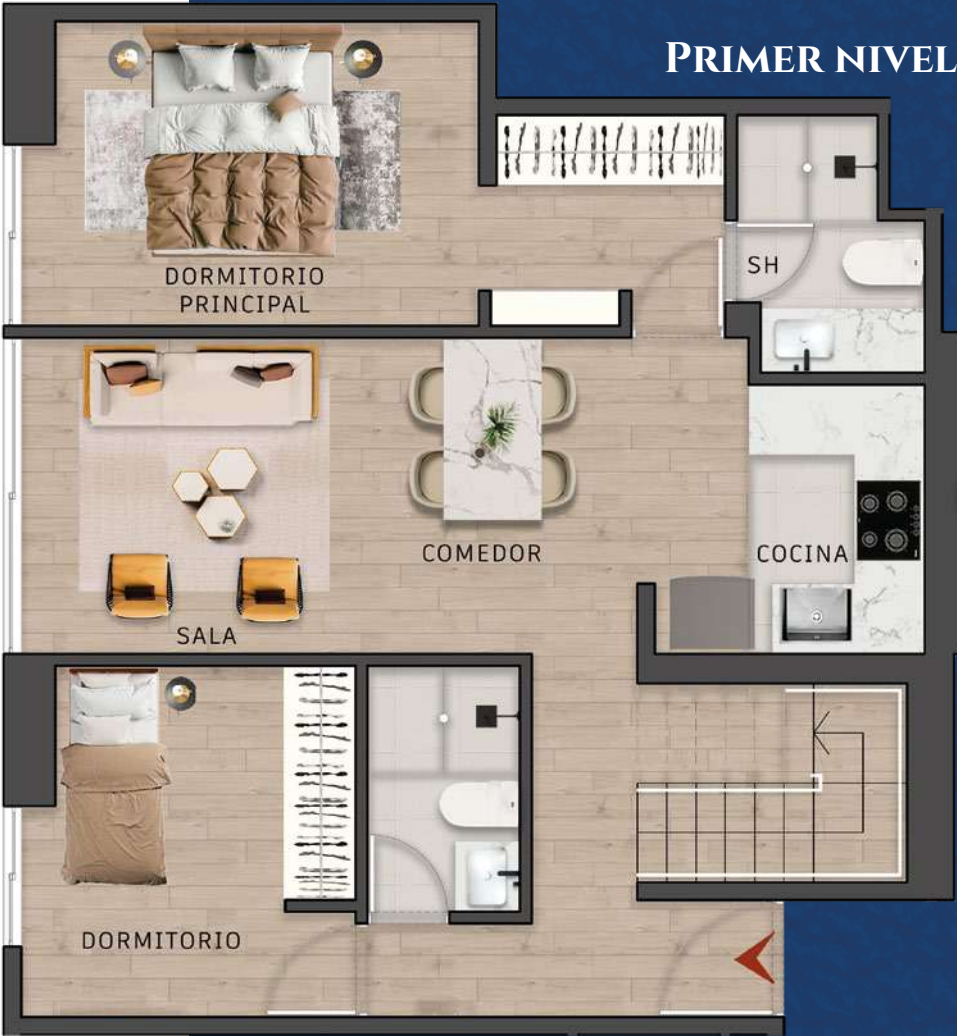 PRIMER NIVEL
DORMITORIO
PRINCIPAL
SH
COMEDOR
COCINA
SALA
DORMITORIO